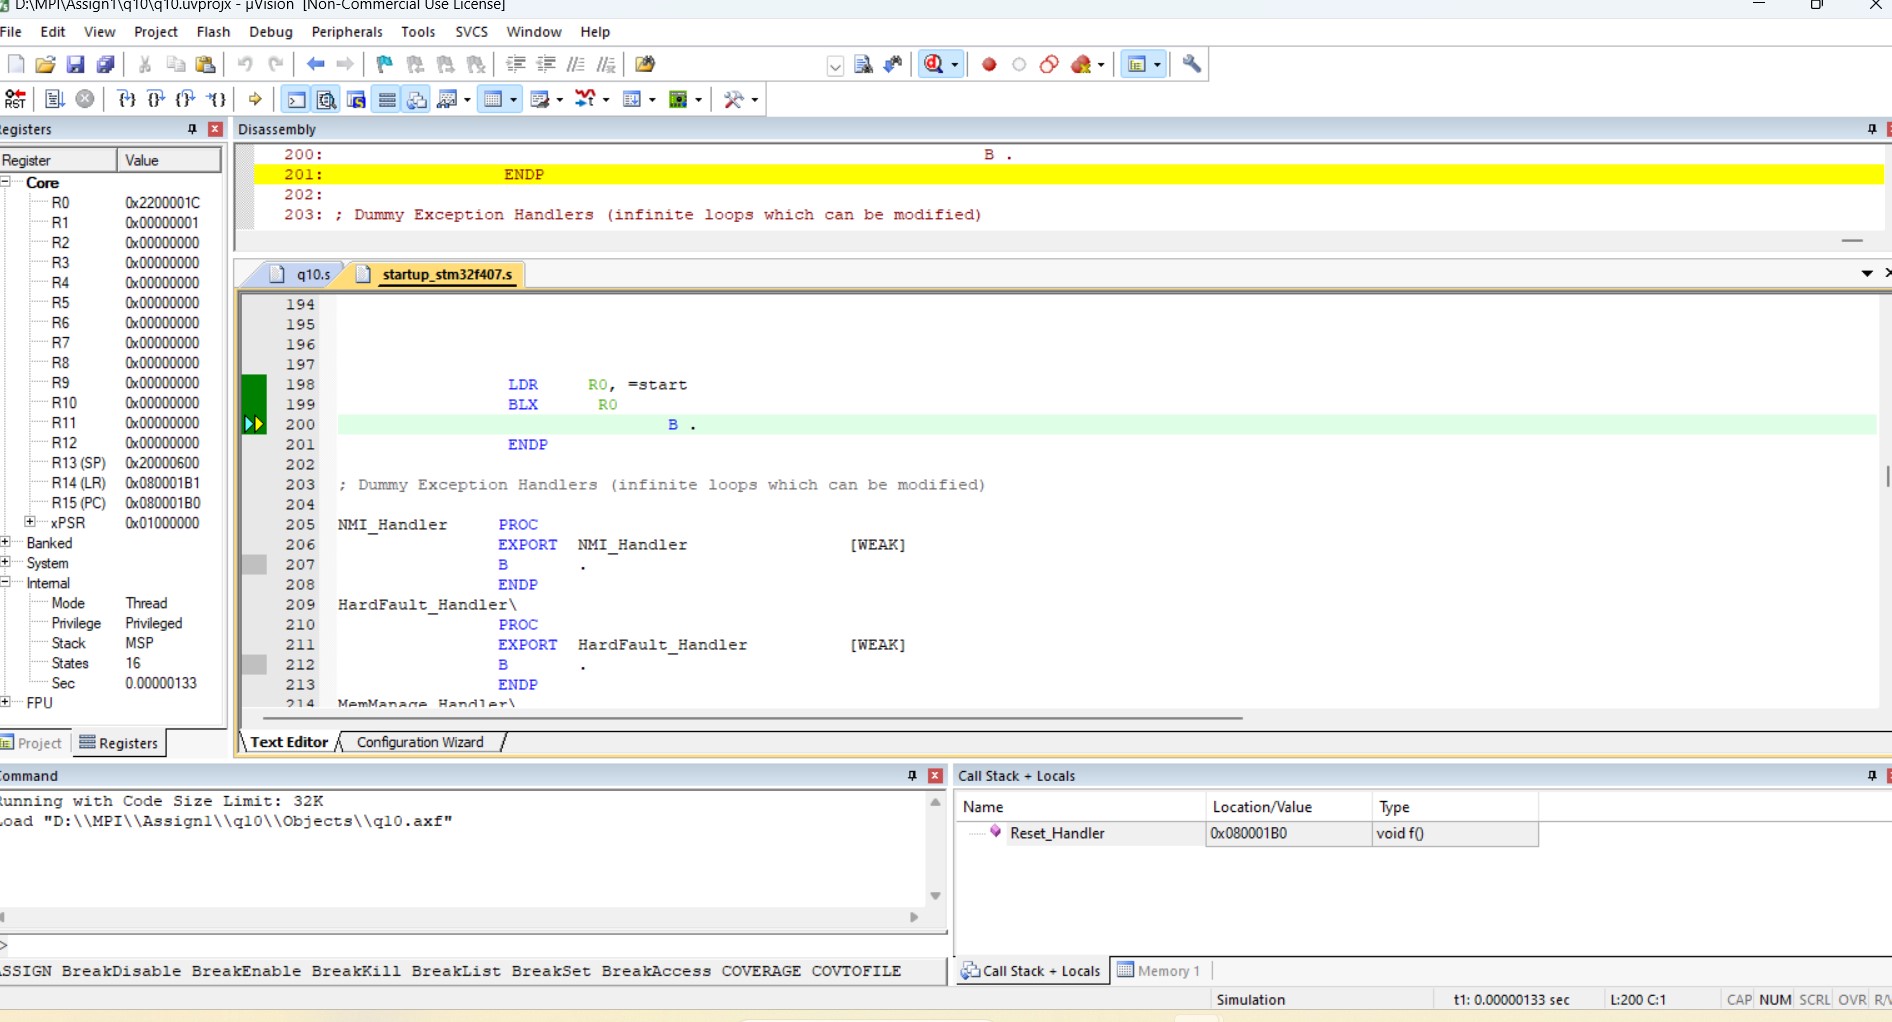 D:\MPI\Assign1\q10\q10.uvprojx - µVision [Non-Commercial Use License]
File Edit View Project Flash Debug Peripherals Tools SVCS Window Help
RST
egisters
Disassembly
Register Value
Core
R0 0x2200001C
R1 0x00000001
R2 0x00000000
R3 0x00000000
R4 0x00000000
R5 0x00000000
R6 0x00000000
R7 0x00000000
R8 0x00000000
R9 0x00000000
R10 0x00000000
R11 0x00000000
R12 0x00000000
R13 (SP) 0x20000600
R14 (LR) 0x080001B1
R15 (PC) 0x080001B0
xPSR 0x01000000
Banked
System
Internal
Mode Thread
Privilege Privileged
Stack MSP
States 16
Sec 0.00000133
FPU
Project Registers
200: B .
201: ENDP
202:
203: ; Dummy Exception Handlers (infinite loops which can be modified)
q10.s startup_stm32f407.s
194
195
196
197
198 LDR R0, =start
199 BLX R0
200 B .
201 ENDP
202
203 ; Dummy Exception Handlers (infinite loops which can be modified)
204
205 NMI_Handler PROC
206 EXPORT NMI_Handler [WEAK]
207 B .
208 ENDP
209 HardFault_Handler\
210 PROC
211 EXPORT HardFault_Handler [WEAK]
212 B .
213 ENDP
214 MemManage_Handler\
Text Editor Configuration Wizard
ommand
unning with Code Size Limit: 32K
oad "D:\\MPI\\Assign1\\q10\\Objects\\q10.axf"
>
SSIGN BreakDisable BreakEnable BreakKill BreakList BreakSet BreakAccess COVERAGE COVTOFILE
Call Stack + Locals
Name Location/Value Type
Reset_Handler 0x080001B0 void f()
Call Stack + Locals Memory 1
Simulation t1: 0.00000133 sec L:200 C:1 CAP NUM SCRL OVR R/W